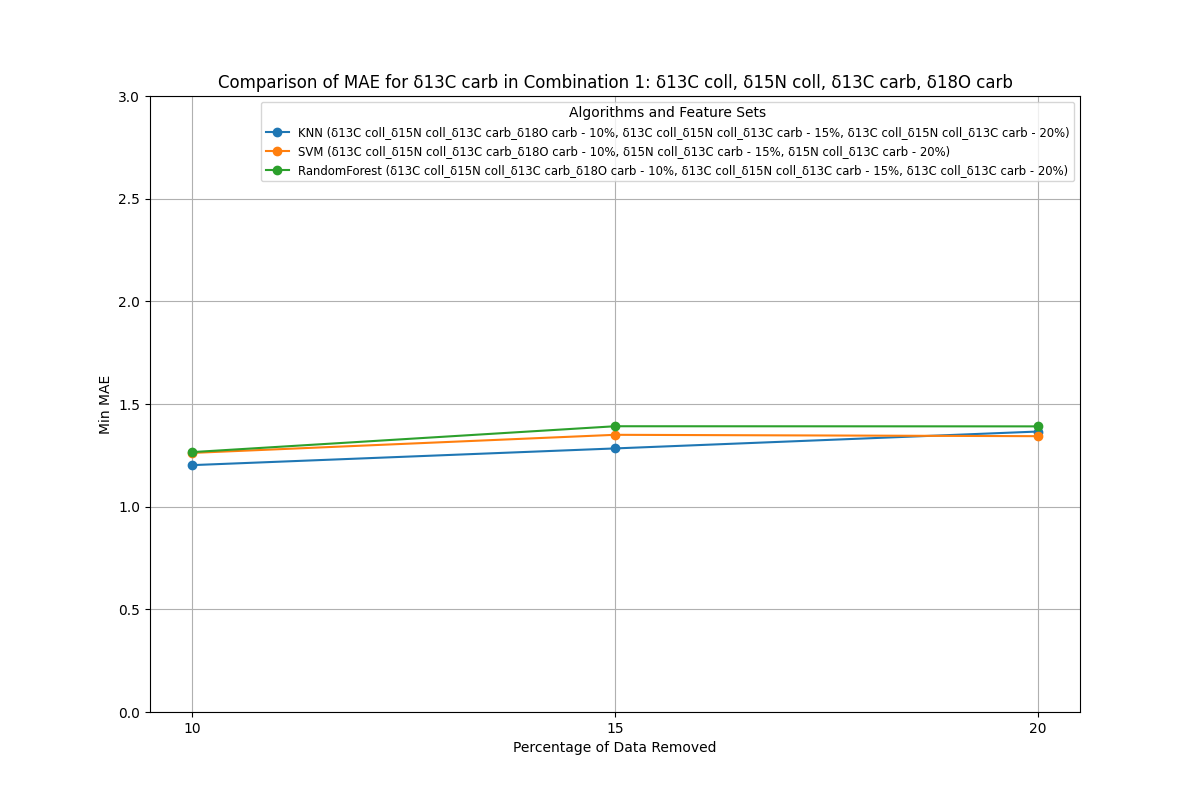 Comparison of MAE for δ13C carb in Combination 1: δ13C coll, δ15N coll, δ13C carb, δ18O carb
3.0
Algorithms and Feature Sets
KNN (δ13C coll_δ15N coll_δ13C carb_δ18O carb - 10%, δ13C coll_δ15N coll_δ13C carb - 15%, δ13C coll_δ15N coll_δ13C carb - 20%)
SVM (δ13C coll_δ15N coll_δ13C carb_δ18O carb - 10%, δ15N coll_δ13C carb - 15%, δ15N coll_δ13C carb - 20%)
RandomForest (δ13C coll_δ15N coll_δ13C carb_δ18O carb - 10%, δ13C coll_δ15N coll_δ13C carb - 15%, δ13C coll_δ13C carb - 20%)
2.5
2.0
1.5
Min MAE
1.0
0.5
0.0
10
15
20
Percentage of Data Removed